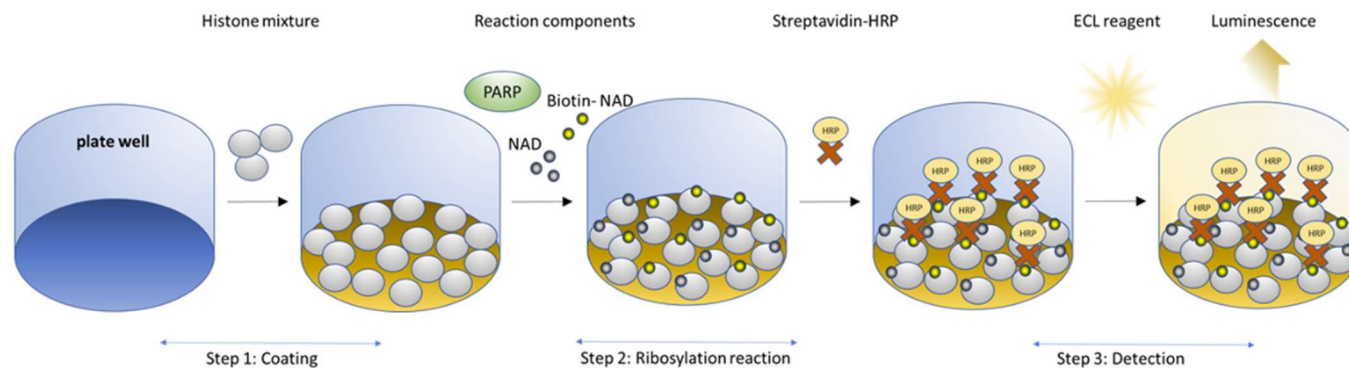 Histone mixture
Reaction components
Streptavidin-HRP
ECL reagent
Luminescence
plate well
PARP
Biotin- NAD
NAD
HRP
HRP
HRP
HRP
HRP
HRP
HRP
HRP
HRP
HRP
HRP
HRP
HRP
Step 1: Coating
Step 2: Ribosylation reaction
Step 3: Detection